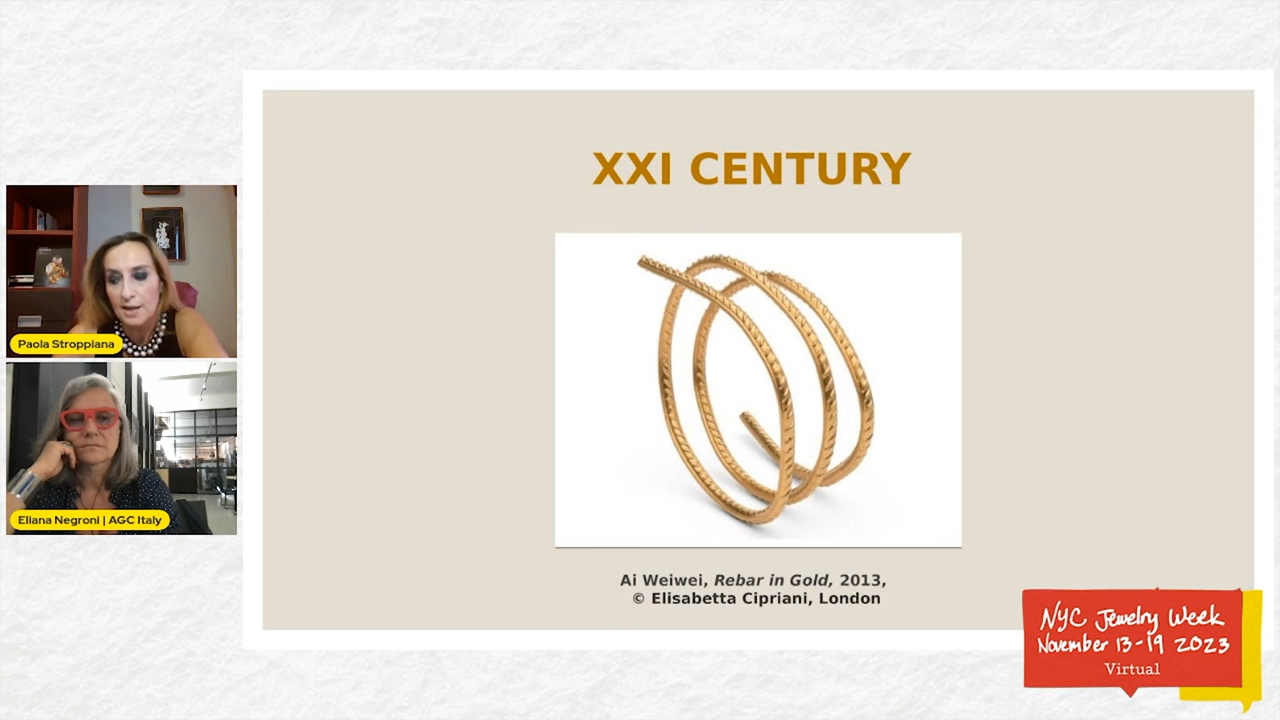 XXI CENTURY
Paola Stroppiana
Eliana Negroni | AGC Italy
Ai Weiwei, Rebar in Gold, 2013,
© Elisabetta Cipriani, London
NYC Jewelry Week
November 13-19 2023
Virtual